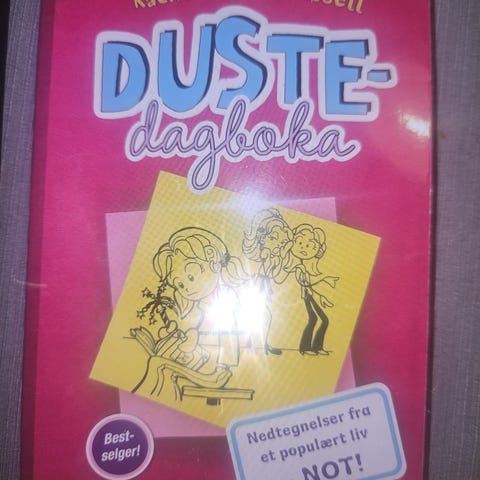 DUSTE-
dagboka
Best-
selger!
Nedtegnelser fra
et populært liv
NOT!